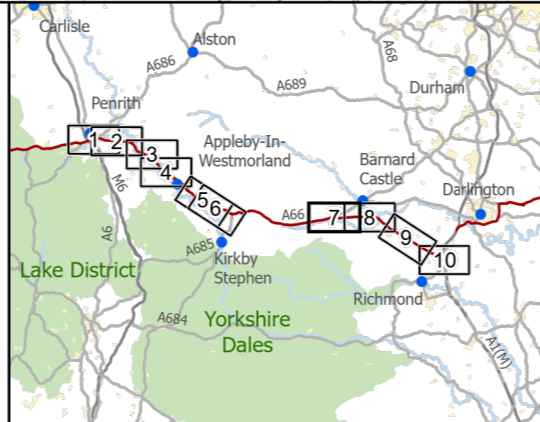 Carlisle
Alston
A686
A68
A689
Durham
Penrith
1
2
3
4
5
6
Appleby-In-
Westmorland
Barnard
Castle
Darlington
M6
A66
7
8
9
10
A6
A685
Kirkby
Stephen
Lake District
Richmond
A684
Yorkshire
Dales
A1(M)